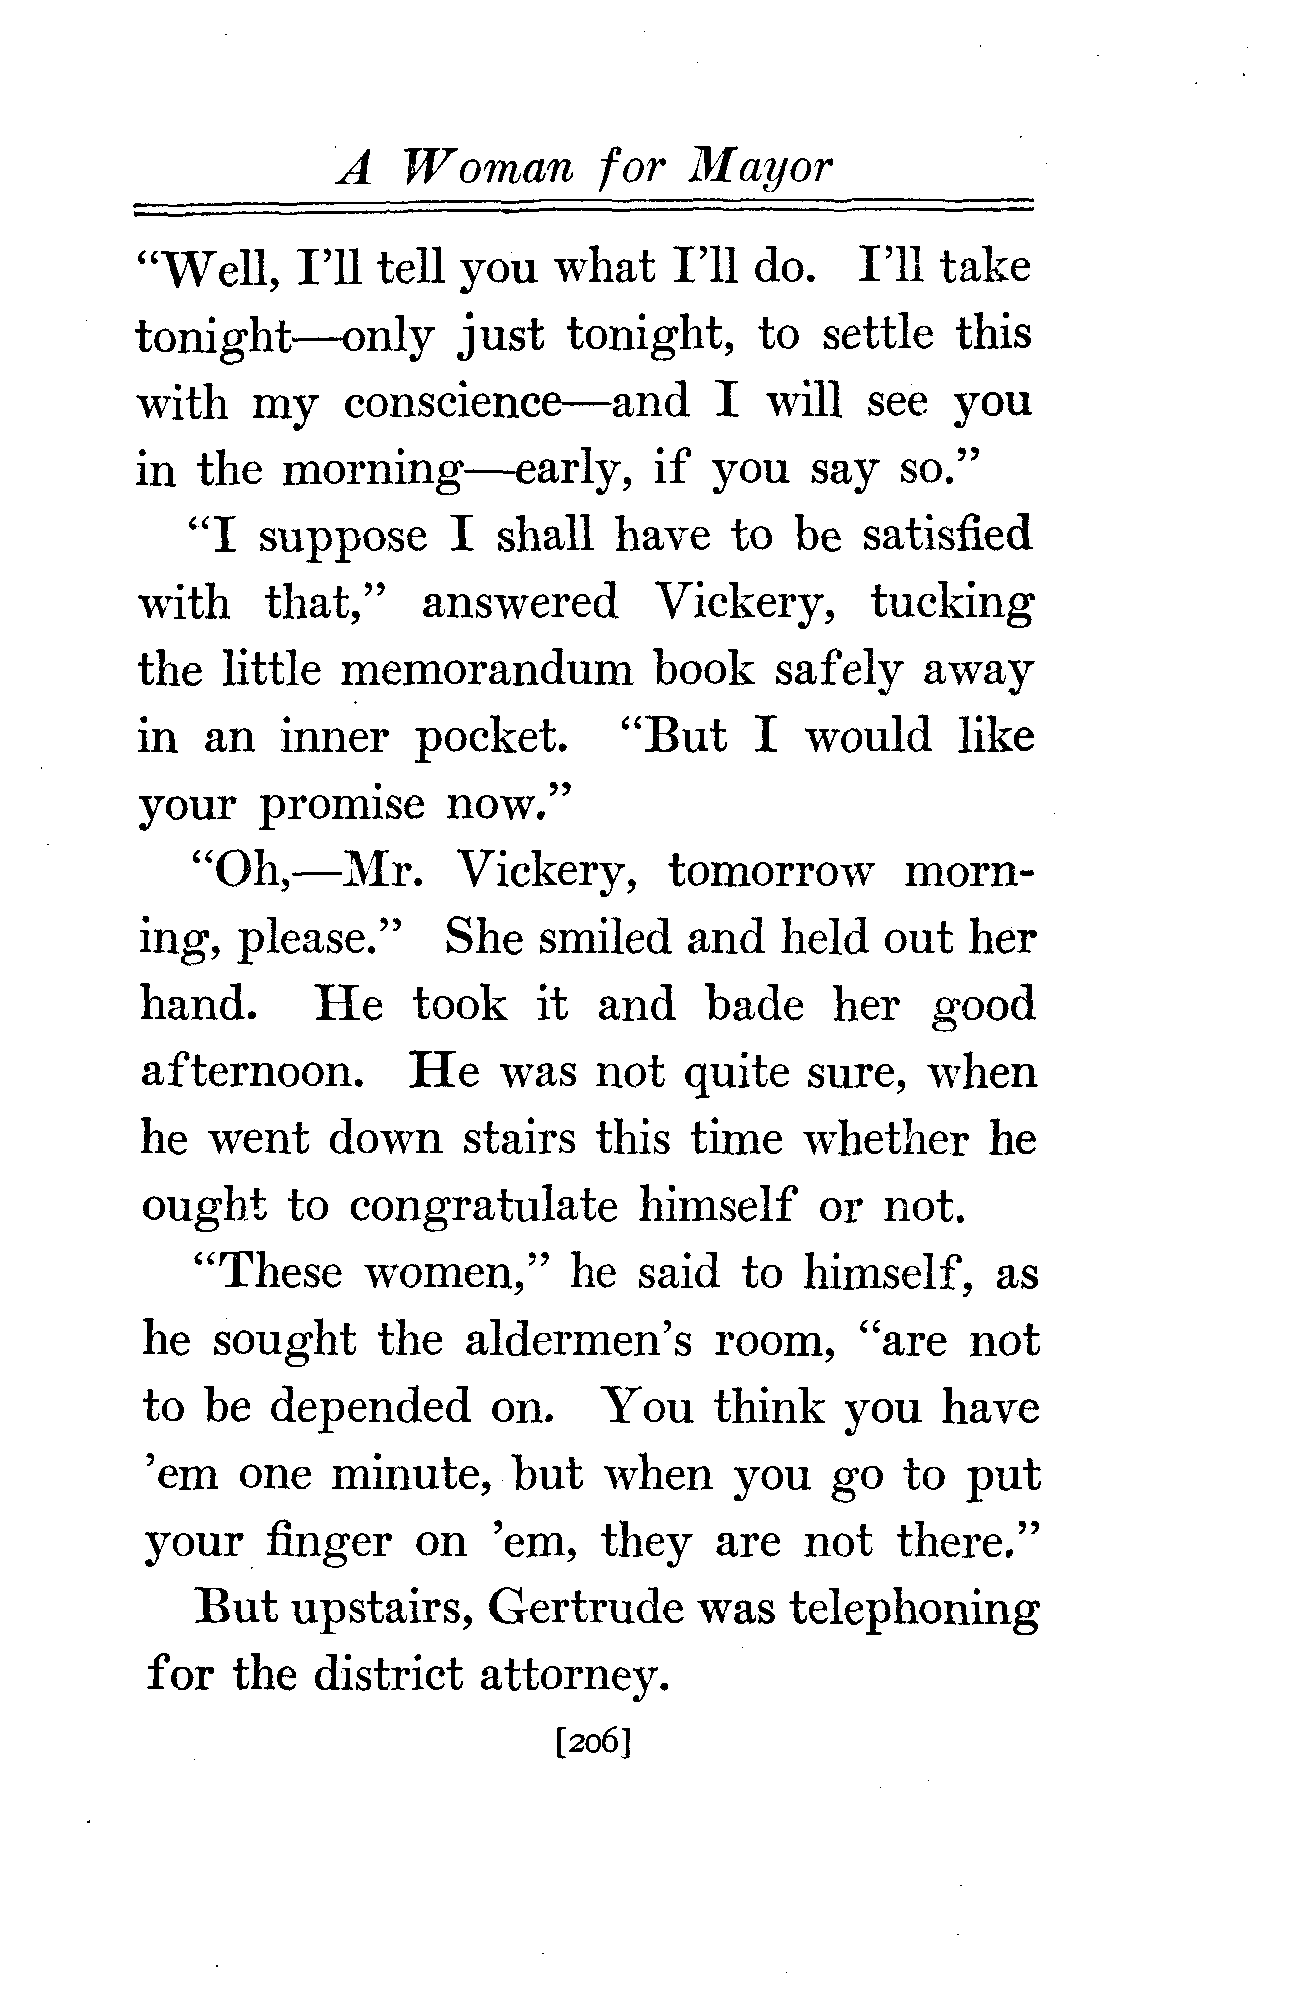 A Woman for Mayor
"Well, I'll tell you what I'll do. I'll take
tonight—only just tonight, to settle this
with my conscience—and I will see you
in the morning—early, if you say so."
"I suppose I shall have to be satisfied
with that," answered Vickery, tucking
the little memorandum book safely away
in an inner pocket. "But I would like
your promise now."
"Oh,—Mr. Vickery, tomorrow morn-
ing, please." She smiled and held out her
hand. He took it and bade her good
afternoon. He was not quite sure, when
he went down stairs this time whether he
ought to congratulate himself or not.
"These women," he said to himself, as
he sought the aldermen's room, "are not
to be depended on. You think you have
'em one minute, but when you go to put
your finger on 'em, they are not there."
But upstairs, Gertrude was telephoning
for the district attorney.
[206]